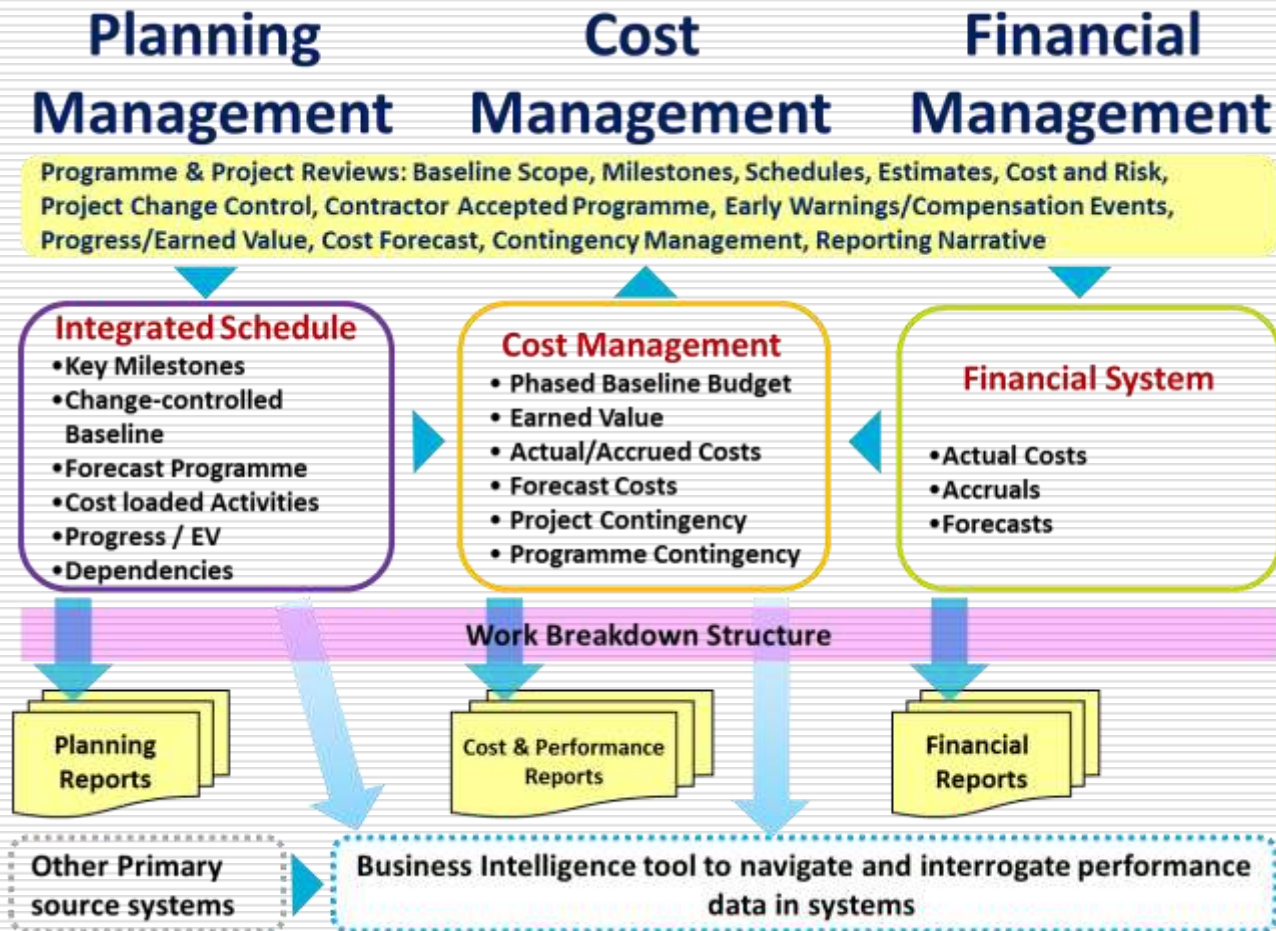 Planning
Management
Cost
Management
Financial
Management
Programme & Project Reviews: Baseline Scope, Milestones, Schedules, Estimates, Cost and Risk,
Project Change Control, Contractor Accepted Programme, Early Warnings/Compensation Events,
Progress/Earned Value, Cost Forecast, Contingency Management, Reporting Narrative
Integrated Schedule
•Key Milestones
•Change-controlled
Baseline
•Forecast Programme
•Cost loaded Activities
•Progress / EV
•Dependencies
Cost Management
• Phased Baseline Budget
• Earned Value
• Actual/Accrued Costs
• Forecast Costs
• Project Contingency
• Programme Contingency
Financial System
•Actual Costs
•Accruals
•Forecasts
Work Breakdown Structure
Planning
Reports
Cost & Performance
Reports
Financial
Reports
Other Primary
source systems
Business Intelligence tool to navigate and interrogate performance
data in systems